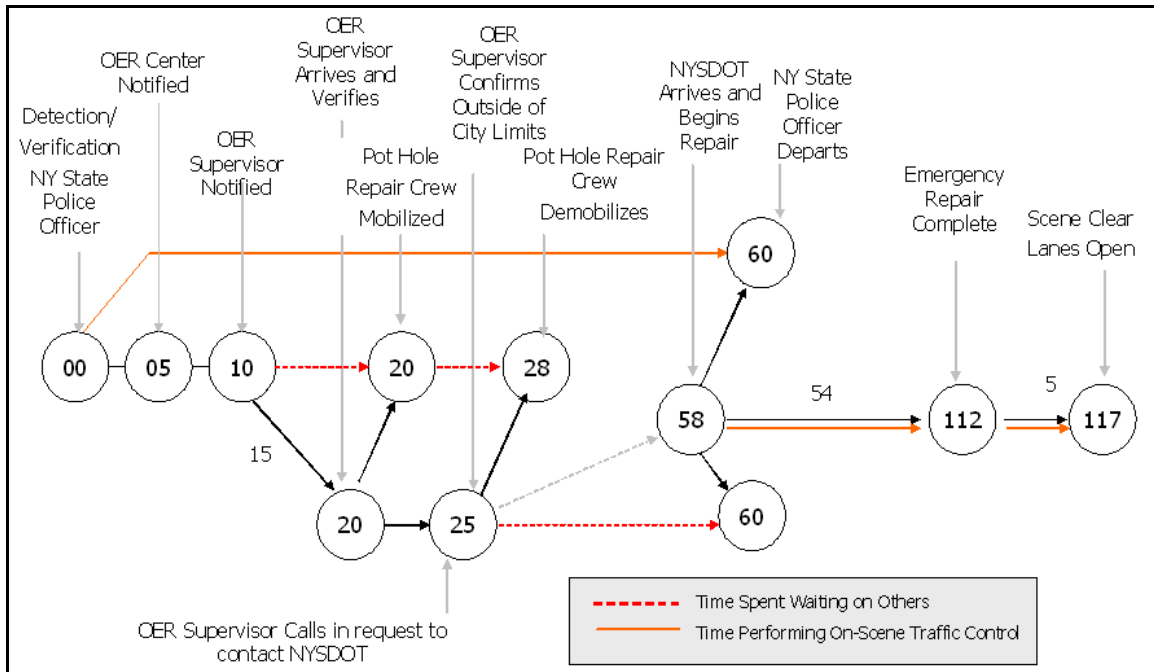 OER Center
Notified
Detection/
Verification
NY State
Police
Officer
OER
Supervisor
Notified
OER
Supervisor
Arrives and
Verifies
Pot Hole
Repair Crew
Mobilized
OER
Supervisor
Confirms
Outside of
City Limits
Pot Hole Repair
Crew
Demobilizes
NYSDOT
Arrives and
Begins
Repair
NY State
Police
Officer
Departs
Emergency
Repair
Complete
Scene Clear
Lanes Open
60
00
05
10
20
28
58
54
112
5
117
15
20
25
60
OER Supervisor Calls in request to
contact NYSDOT
Time Spent Waiting on Others
Time Performing On-Scene Traffic Control